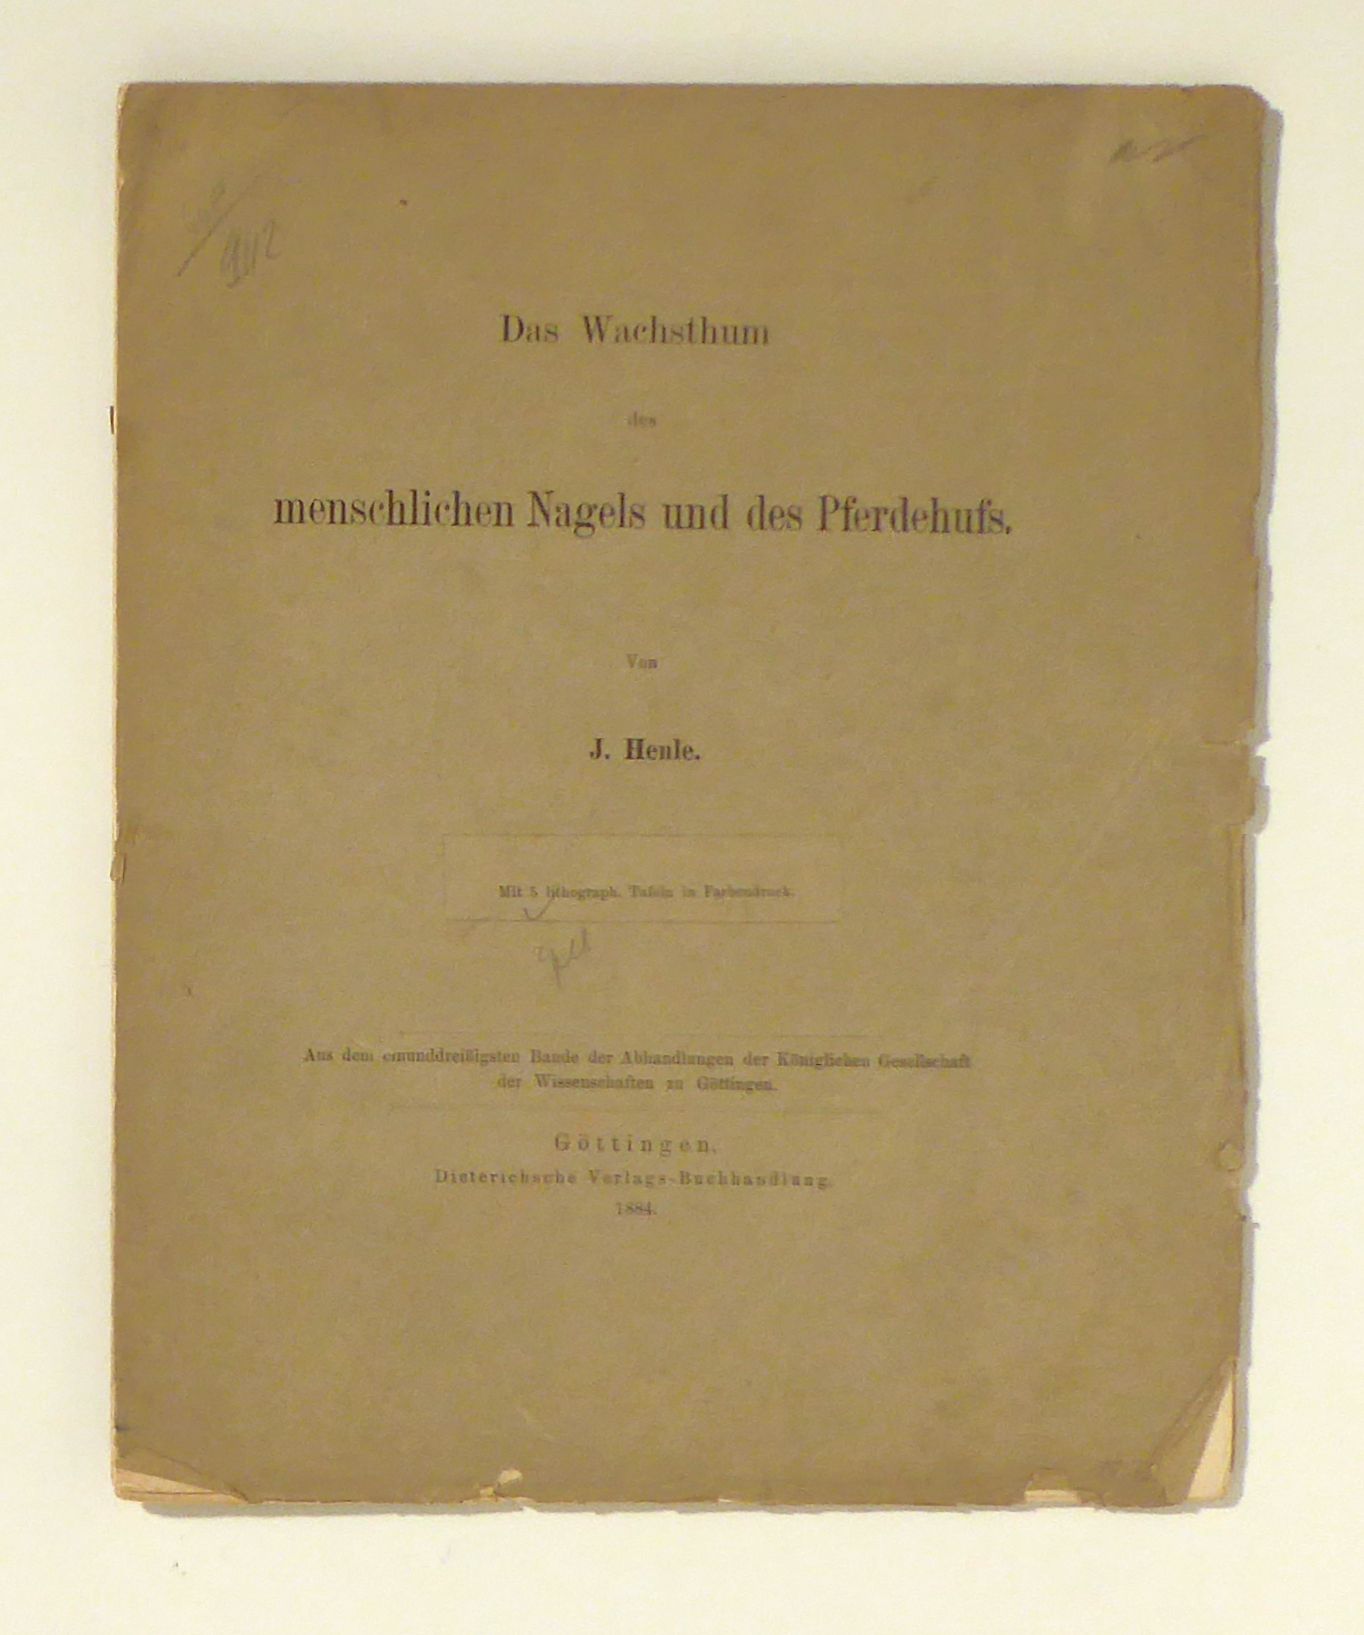 Das Wachsthum
des
menschlichen Nagels und des Pferdehufs.
Von
J. Henle.
Mit 5 lithograph. Tafeln in Farbendruck.
Aus dem einunddreißigsten Bande der Abhandlungen der Königlichen Gesellschaft
der Wissenschaften zu Göttingen.
Göttingen,
Dieterichsche Verlags-Buchhandlung.
1884.